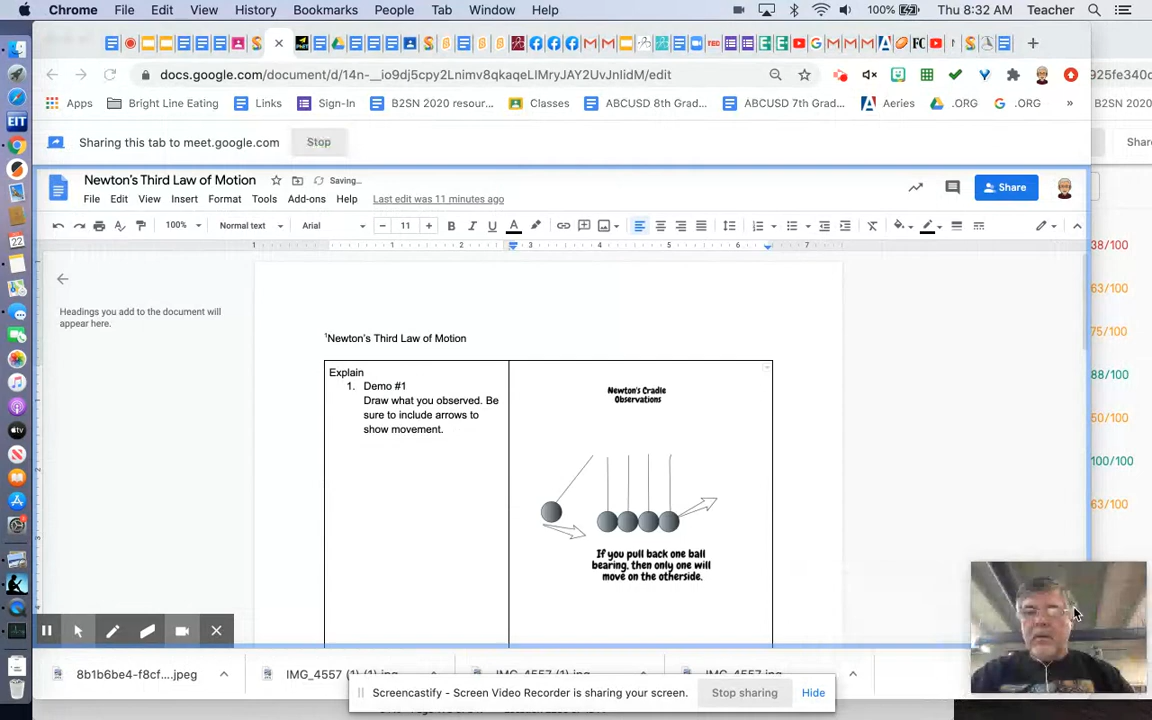 Chrome File Edit View History Bookmarks People Tab Window Help 100% Thu 8:32 AM Teacher
docs.google.com/document/d/14n-__io9dj5cpy2Lnimv8qkaqeLIMryJAY2UvJnIidM/edit
Apps Bright Line Eating Links Sign-In B2SN 2020 resour... Classes ABCUSD 8th Grad... ABCUSD 7th Grad... Aeries .ORG .ORG » B2SN 2020
Sharing this tab to meet.google.com Stop
Newton's Third Law of Motion Saving...
File Edit View Insert Format Tools Add-ons Help Last edit was 11 minutes ago
Share
100% Normal text Arial 11
Headings you add to the document will
appear here.
¹Newton's Third Law of Motion
Explain
1. Demo #1
Draw what you observed. Be
sure to include arrows to
show movement.
Newton's Cradle
Observations
If you pull back one ball
bearing, then only one will
move on the otherside.
38/100
63/100
75/100
88/100
50/100
100/100
63/100
8b1b6be4-f8cf....jpeg IMG_4557 (1) (1).jpeg IMG_4557 (1).jpeg
Screencastify - Screen Video Recorder is sharing your screen. Stop sharing Hide